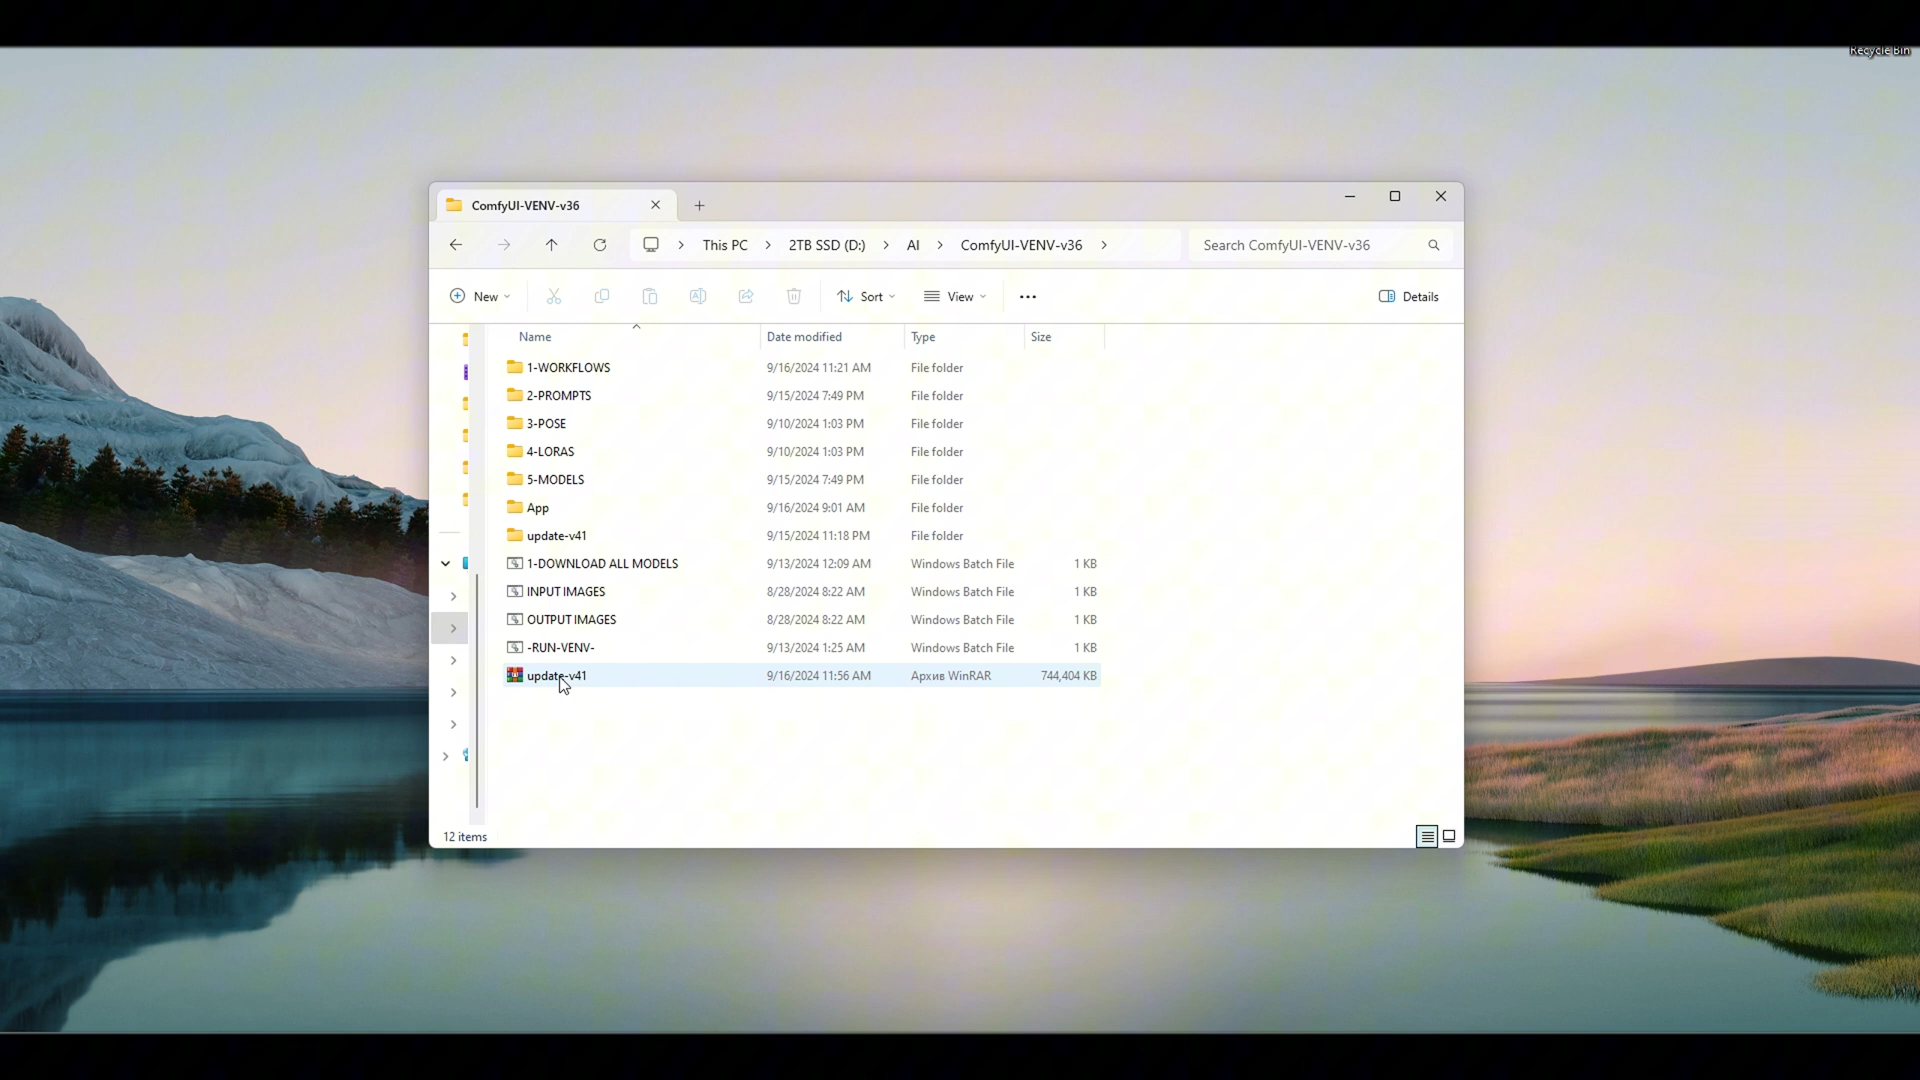 Recycle Bin
ComfyUI-VENV-v36
This PC 2TB SSD (D:) AI ComfyUI-VENV-v36 Search ComfyUI-VENV-v36
New Sort View Details
Name Date modified Type Size
1-WORKFLOWS 9/16/2024 11:21 AM File folder
2-PROMPTS 9/15/2024 7:49 PM File folder
3-POSE 9/10/2024 1:03 PM File folder
4-LORAS 9/10/2024 1:03 PM File folder
5-MODELS 9/15/2024 7:49 PM File folder
App 9/16/2024 9:01 AM File folder
update-v41 9/15/2024 11:18 PM File folder
1-DOWNLOAD ALL MODELS 9/13/2024 12:09 AM Windows Batch File 1 KB
INPUT IMAGES 8/28/2024 8:22 AM Windows Batch File 1 KB
OUTPUT IMAGES 8/28/2024 8:22 AM Windows Batch File 1 KB
-RUN-VENV- 9/13/2024 1:25 AM Windows Batch File 1 KB
update-v41 9/16/2024 11:56 AM Архив WinRAR 744,404 KB
12 items